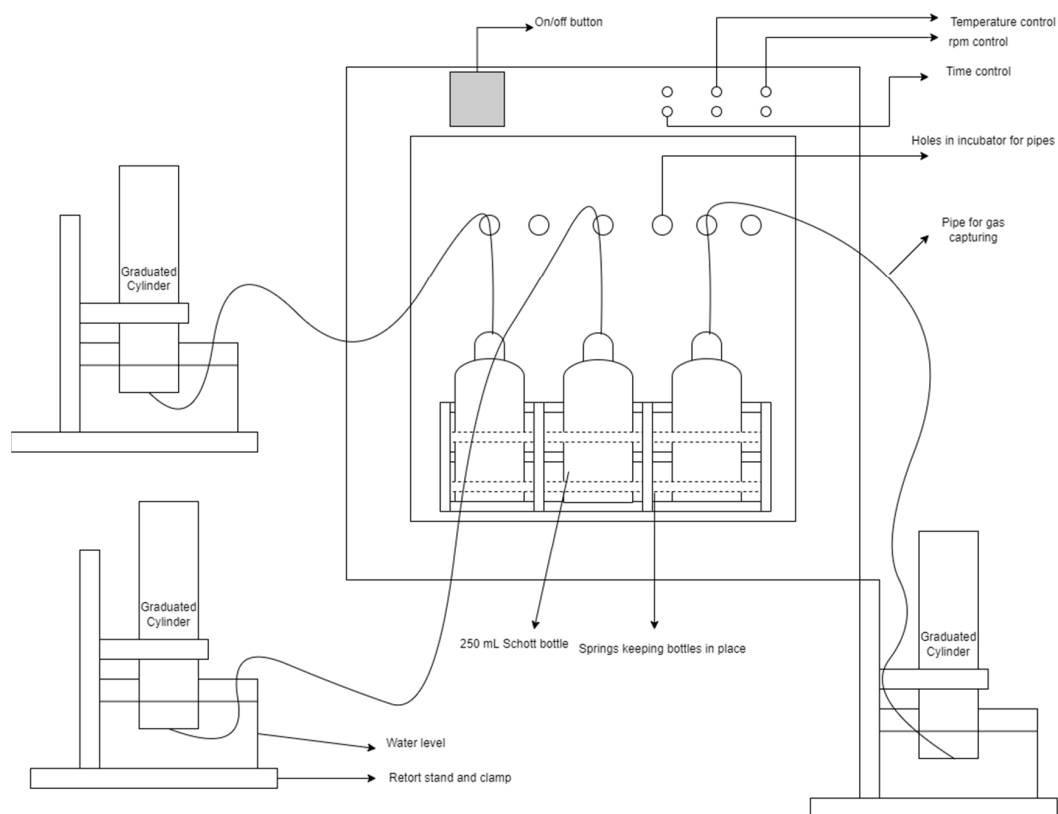 On/off button
Temperature control
rpm control
Time control
Holes in incubator for pipes
Pipe for gas
capturing
Graduated
Cylinder
Graduated
Cylinder
Graduated
Cylinder
250 mL Schott bottle
Springs keeping bottles in place
Water level
Retort stand and clamp